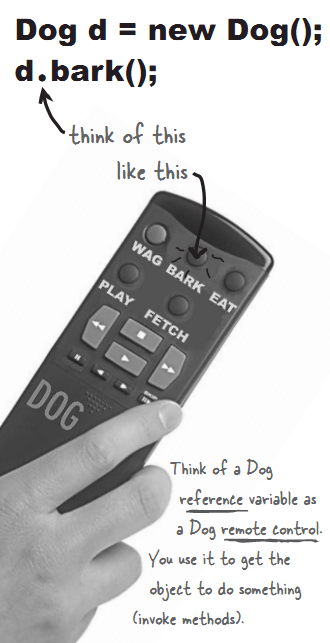 Dog d = new Dog();
d.bark();
think of this
like this
WAG
BARK
EAT
PLAY
FETCH
DOG
Think of a Dog
reference variable as
a Dog remote control.
You use it to get the
object to do something
(invoke methods).